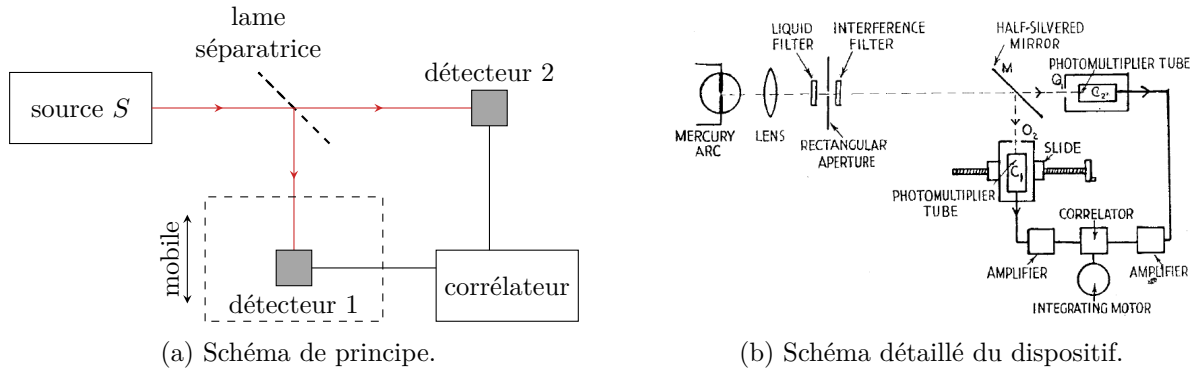 lame
séparatrice
source S
détecteur 2
mobile
détecteur 1
corrélateur
(a) Schéma de principe.
LIQUID
FILTER
INTERFERENCE
FILTER
HALF-SILVERED
MIRROR
M
PHOTOMULTIPLIER TUBE
C₂
MERCURY
ARC
LENS
RECTANGULAR
APERTURE
O₂
SLIDE
C₁
PHOTOMULTIPLIER
TUBE
CORRELATOR
AMPLIFIER
AMPLIFIER
INTEGRATING MOTOR
(b) Schéma détaillé du dispositif.